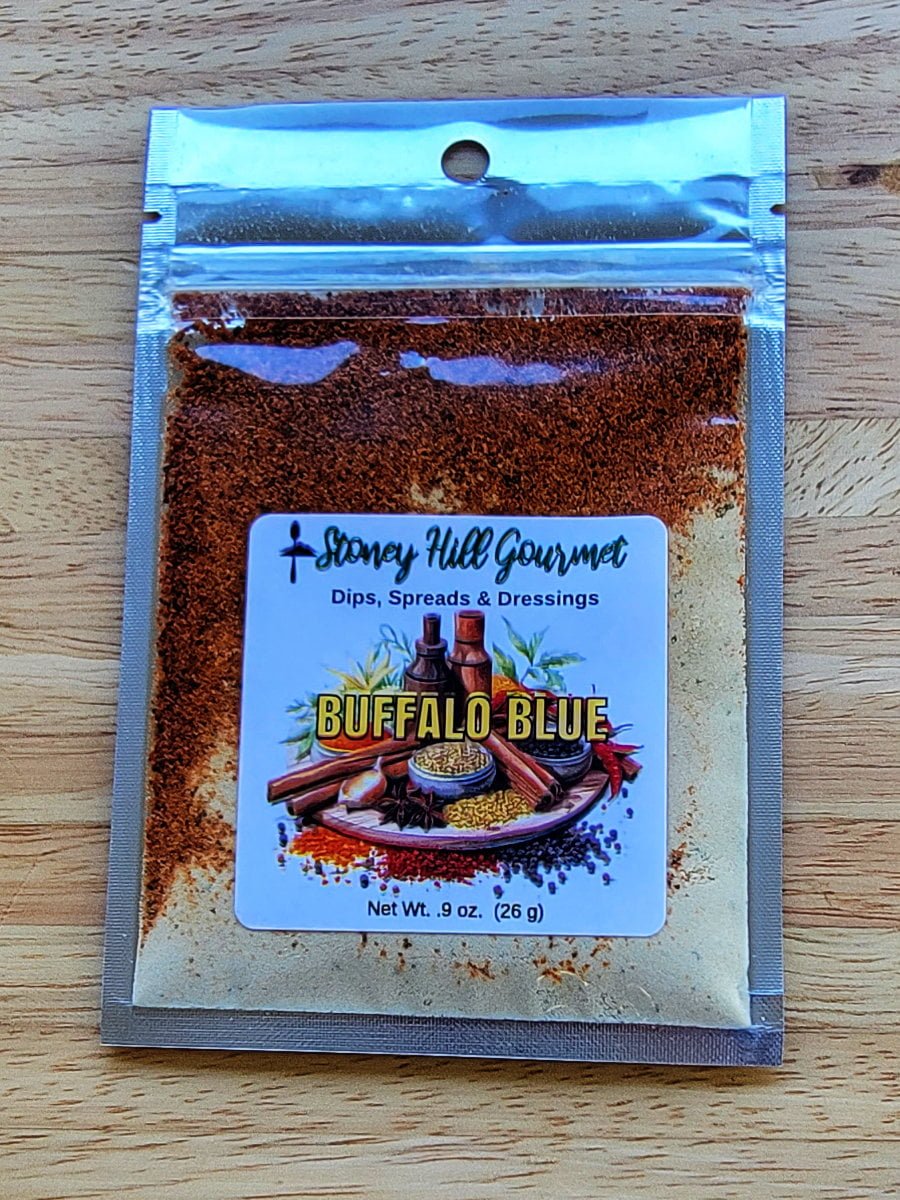 Stoney Hill Gourmet
Dips, Spreads & Dressings
BUFFALO BLUE
Net Wt. .9 oz. (26 g)